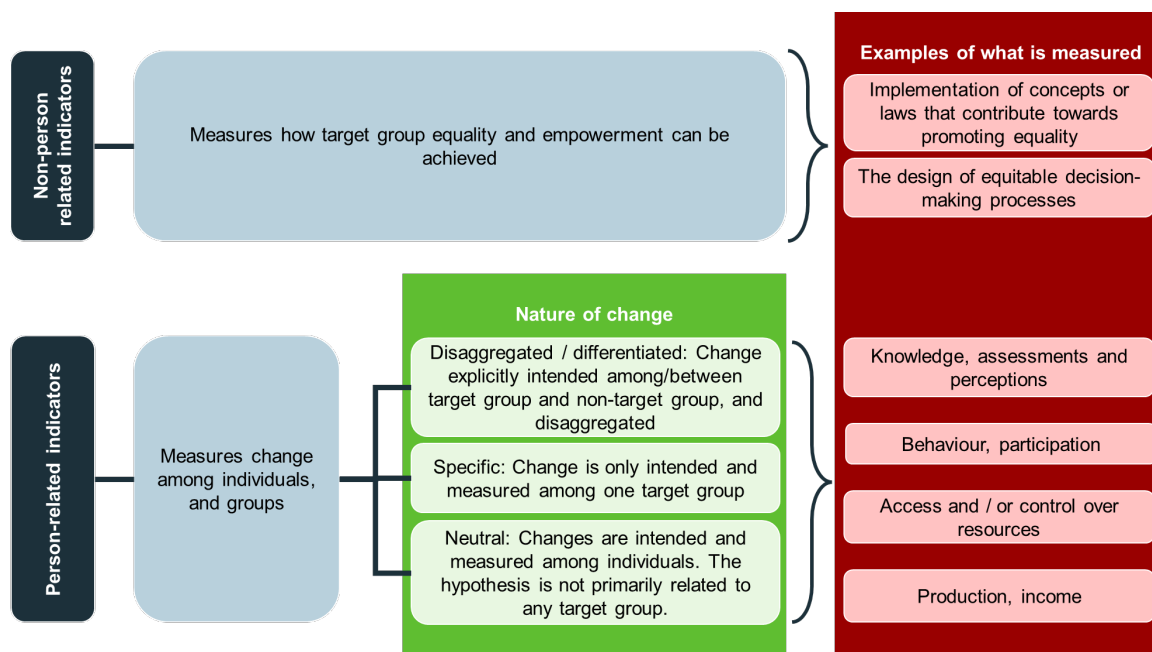 Non-person
related indicators
Measures how target group equality and empowerment can be
achieved
Examples of what is measured
Implementation of concepts or
laws that contribute towards
promoting equality
The design of equitable decision-
making processes
Person-related indicators
Measures change
among individuals,
and groups
Nature of change
Disaggregated / differentiated: Change
explicitly intended among/between
target group and non-target group, and
disaggregated
Specific: Change is only intended and
measured among one target group
Neutral: Changes are intended and
measured among individuals. The
hypothesis is not primarily related to
any target group.
Knowledge, assessments and
perceptions
Behaviour, participation
Access and / or control over
resources
Production, income